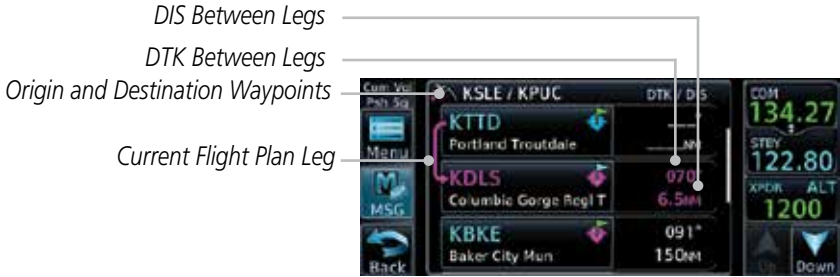 DIS Between Legs
DTK Between Legs
Origin and Destination Waypoints
Current Flight Plan Leg
Com Vol
Psh Sq
KSLE / KPUC
DTK / DIS
COM
134.27
KTTD
Portland Troutdale
___°
___NM
Menu
STBY
122.80
KDLS
Columbia Gorge Regl T
070
6.5NM
MSG
XPDR ALT
1200
KBKE
Baker City Mun
091°
150NM
Back
Up
Down